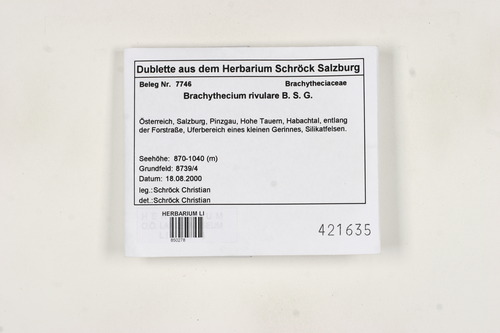 Dublette aus dem Herbarium Schröck Salzburg
Beleg Nr. 7746 Brachytheciaceae
Brachythecium rivulare B. S. G.
Österreich, Salzburg, Pinzgau, Hohe Tauern, Habachtal, entlang
der Forstraße, Uferbereich eines kleinen Gerinnes, Silikatfelsen.
Seehöhe: 870-1040 (m)
Grundfeld: 8739/4
Datum: 18.08.2000
leg.:Schröck Christian
det.:Schröck Christian
HERBARIUM LI
850278
421635